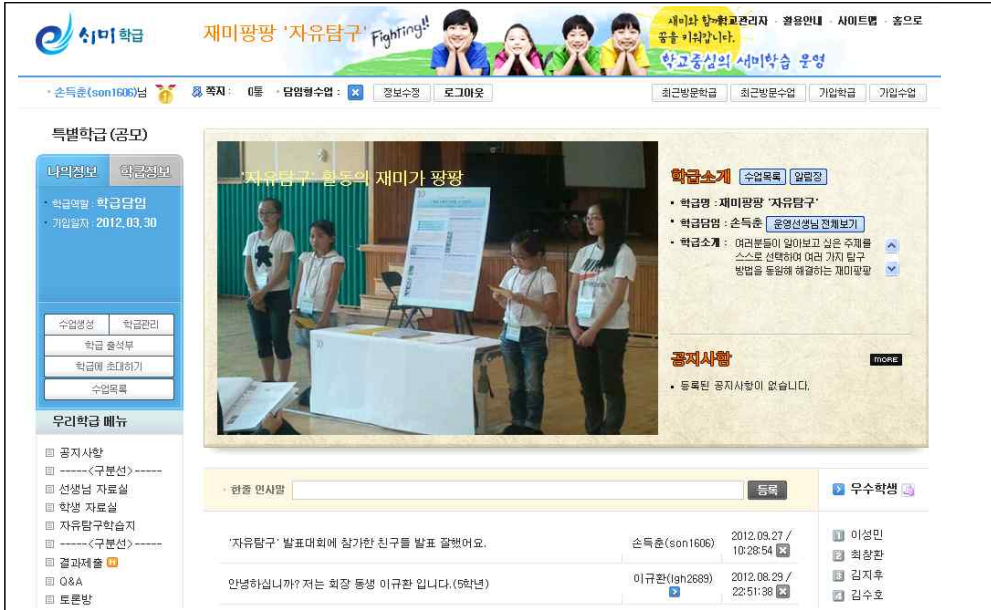 새미학급
재미팡팡 '자유탐구'
Fighting!!
새미와 함께
꿈을 키워갑니다.
학교관리자 · 활용안내 · 사이트맵 · 홈으로
학교중심의 새미학습 운영
손득춘(son1606)님
쪽지 : 0통 · 담임형수업 :
정보수정
로그아웃
최근방문학급
최근방문수업
가입학급
가입수업
특별학급 (공모)
나의정보
학급정보
· 학급역할 : 학급담임
· 가입일자 : 2012.03.30
수업생성
학급관리
학급 출석부
학급에 초대하기
수업목록
우리학급 메뉴
공지사항
-----<구분선>-----
선생님 자료실
학생 자료실
자유탐구학습지
-----<구분선>-----
결과제출
Q&A
토론방
'자유탐구' 활동의 재미가 팡팡
학급소개
수업목록
알림장
• 학급명 : 재미팡팡 '자유탐구'
• 학급담임 : 손득춘
운영선생님 전체보기
• 학급소개 : 여러분들이 알아보고 싶은 주제를
스스로 선택하여 여러 가지 탐구
방법을 동원해 해결하는 재미팡팡
공지사항
MORE
• 등록된 공지사항이 없습니다.
· 한줄 인사말
등록
'자유탐구' 발표대회에 참가한 친구들 발표 잘했어요.
손득춘(son1606)
2012.09.27 /
10:28:54
안녕하십니까? 저는 회장 동생 이규환 입니다.(5학년)
이규환(lgh2689)
2012.08.29 /
22:51:38
우수학생
1 이성민
2 최창환
3 김지후
4 김수호